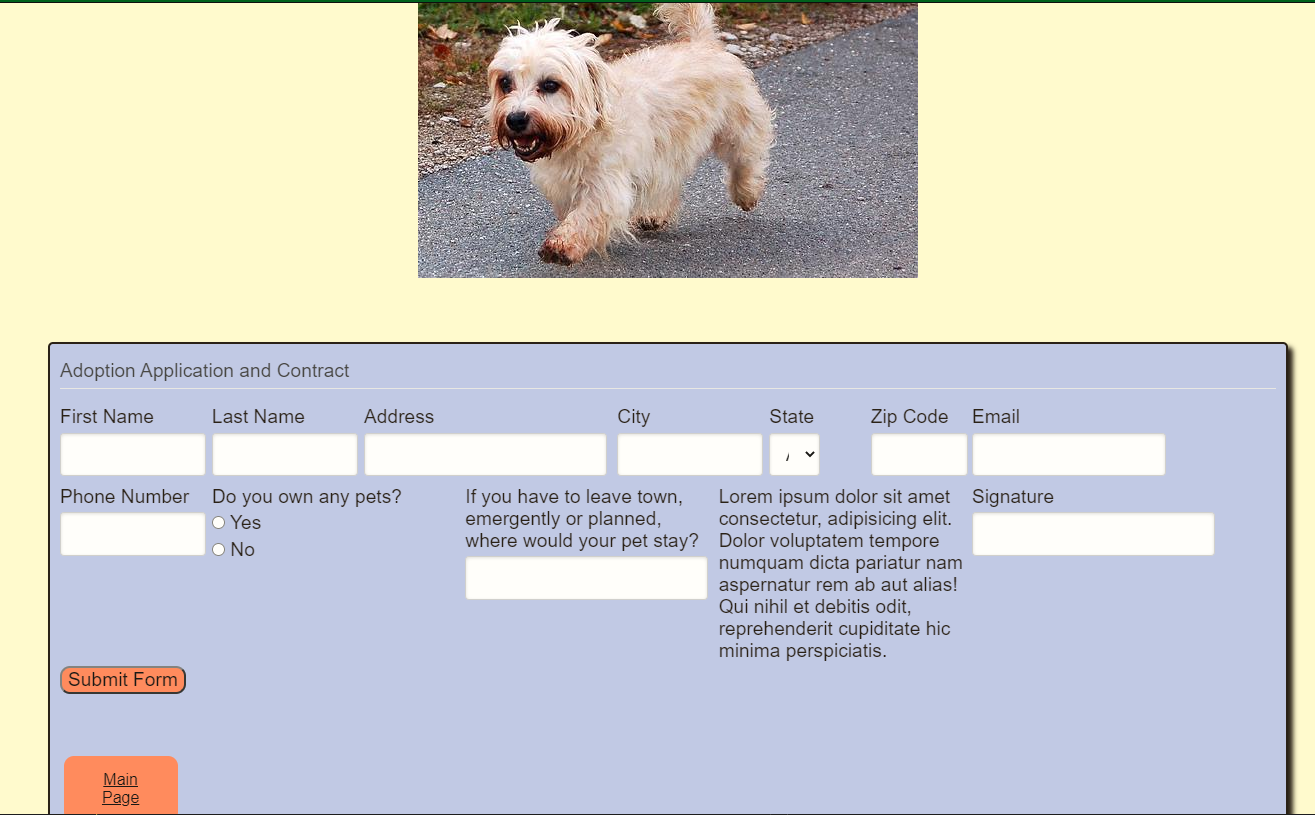 Adoption Application and Contract
First Name Last Name Address City State Zip Code Email
Phone Number
Do you own any pets?
Yes
No
If you have to leave town,
emergently or planned,
where would your pet stay?
Lorem ipsum dolor sit amet
consectetur, adipisicing elit.
Dolor voluptatem tempore
numquam dicta pariatur nam
aspernatur rem ab aut alias!
Qui nihil et debitis odit,
reprehenderit cupiditate hic
minima perspiciatis.
Signature
Submit Form
Main
Page